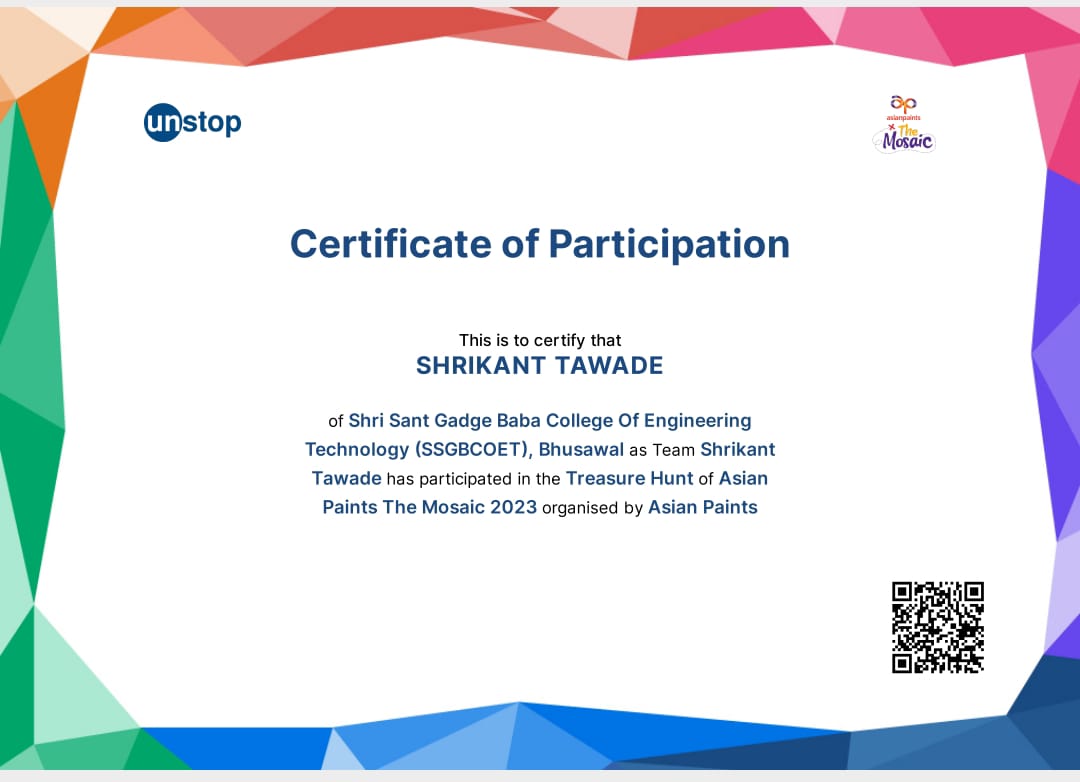 unstop
asianpaints
x The
Mosaic
Certificate of Participation
This is to certify that
SHRIKANT TAWADE
of Shri Sant Gadge Baba College Of Engineering
Technology (SSGBCOET), Bhusawal as Team Shrikant
Tawade has participated in the Treasure Hunt of Asian
Paints The Mosaic 2023 organised by Asian Paints